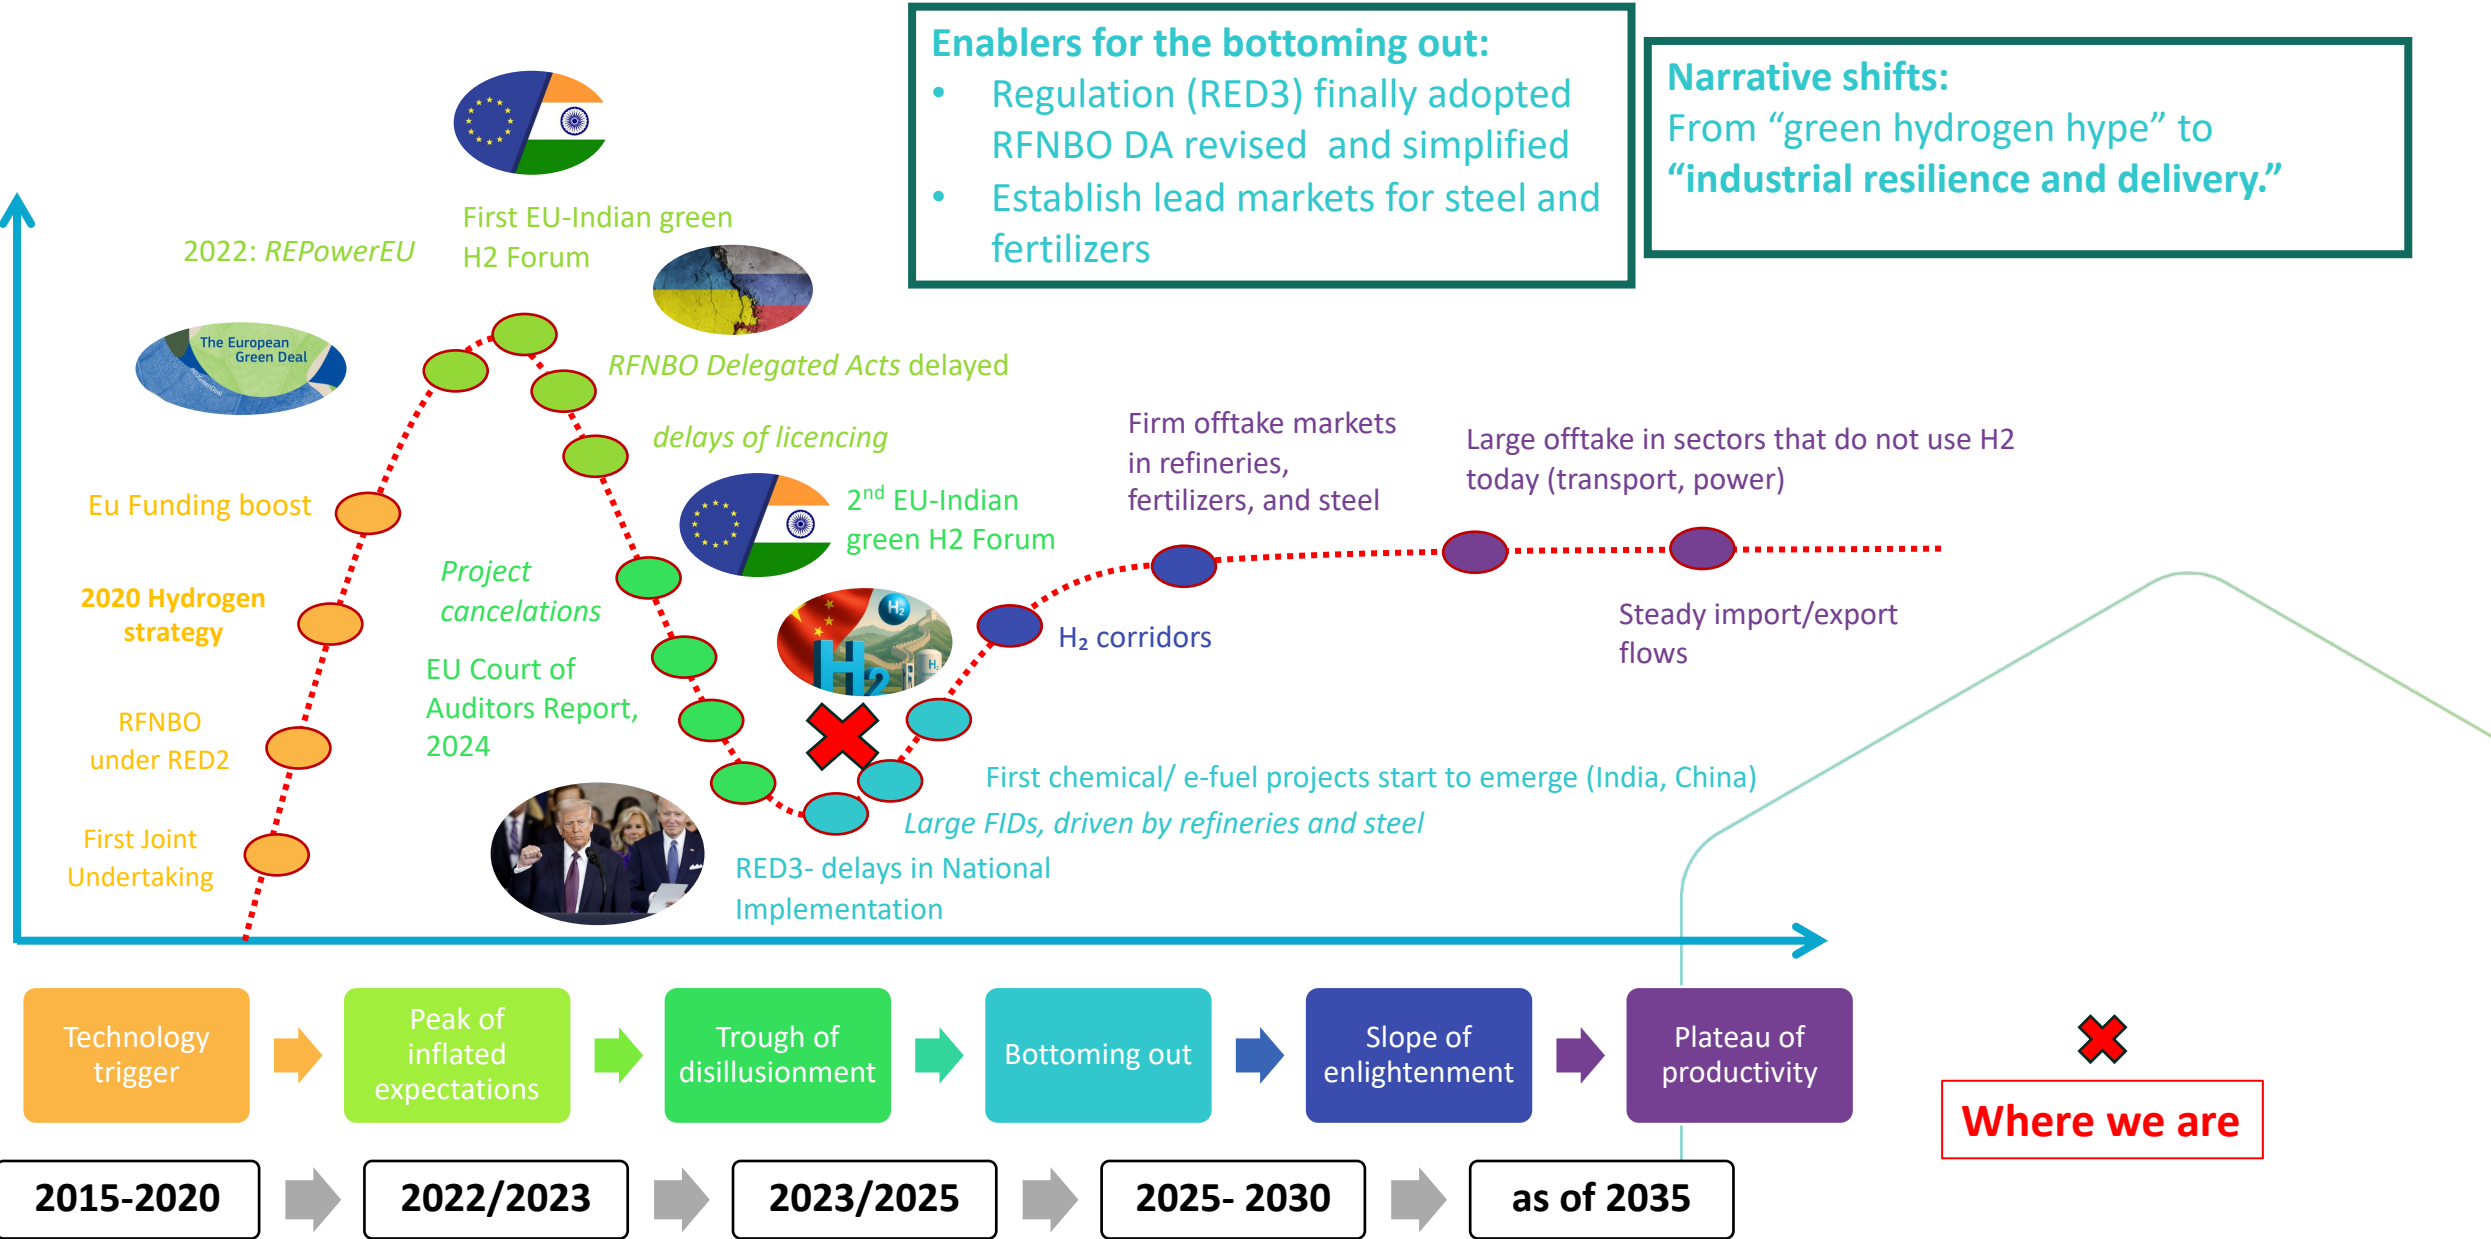 Enablers for the bottoming out:
• Regulation (RED3) finally adopted
RFNBO DA revised and simplified
• Establish lead markets for steel and
fertilizers
Narrative shifts:
From “green hydrogen hype” to
“industrial resilience and delivery.”
First EU-Indian green
H2 Forum
2022: REPowerEU
The European
Green Deal
#EUGreenDeal
RFNBO Delegated Acts delayed
delays of licencing
Firm offtake markets
in refineries,
fertilizers, and steel
Large offtake in sectors that do not use H2
today (transport, power)
Eu Funding boost
2nd EU-Indian
green H2 Forum
Project
cancelations
2020 Hydrogen
strategy
H2
H2
H2
H₂ corridors
Steady import/export
flows
EU Court of
Auditors Report,
2024
RFNBO
under RED2
First chemical/ e-fuel projects start to emerge (India, China)
Large FIDs, driven by refineries and steel
First Joint
Undertaking
RED3- delays in National
Implementation
Technology
trigger
Peak of
inflated
expectations
Trough of
disillusionment
Bottoming out
Slope of
enlightenment
Plateau of
productivity
Where we are
2015-2020
2022/2023
2023/2025
2025- 2030
as of 2035